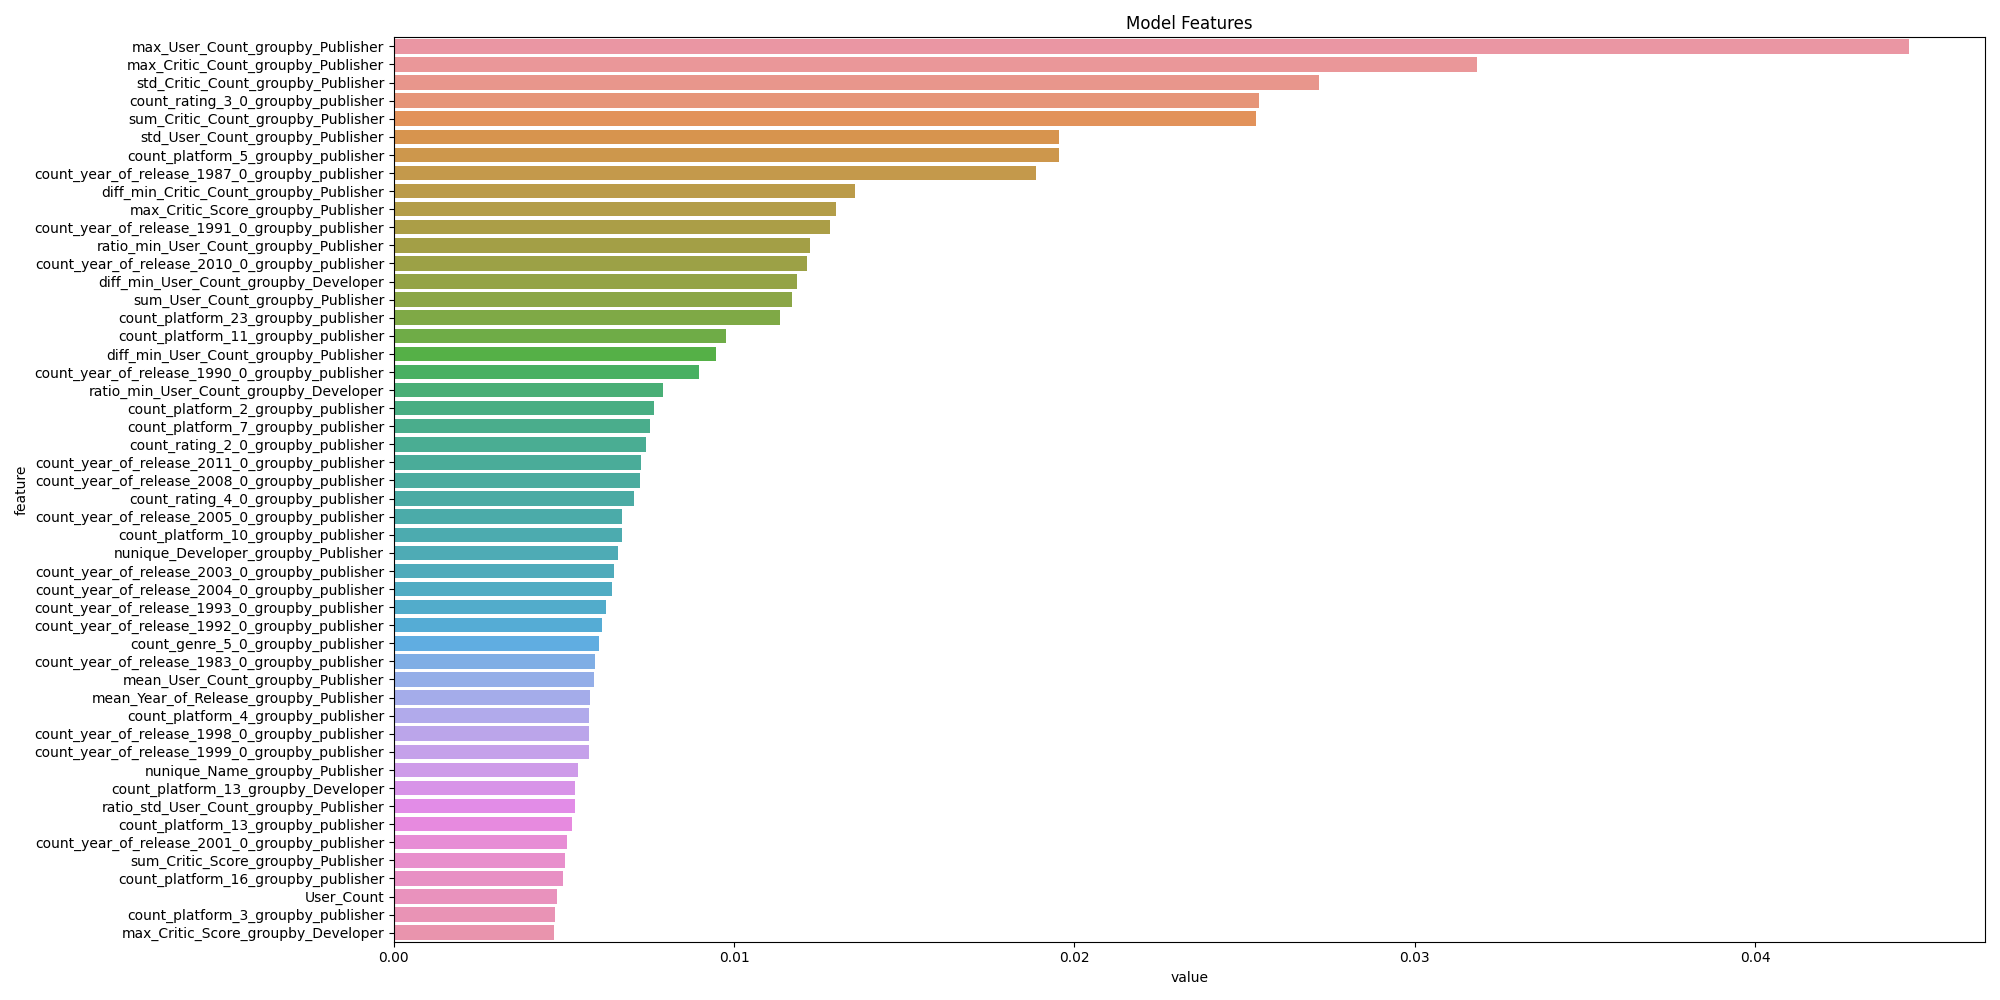 Model Features
max_User_Count_groupby_Publisher
max_Critic_Count_groupby_Publisher
std_Critic_Count_groupby_Publisher
count_rating_3_0_groupby_publisher
sum_Critic_Count_groupby_Publisher
std_User_Count_groupby_Publisher
count_platform_5_groupby_publisher
count_year_of_release_1987_0_groupby_publisher
diff_min_Critic_Count_groupby_Publisher
max_Critic_Score_groupby_Publisher
count_year_of_release_1991_0_groupby_publisher
ratio_min_User_Count_groupby_Publisher
count_year_of_release_2010_0_groupby_publisher
diff_min_User_Count_groupby_Developer
sum_User_Count_groupby_Publisher
count_platform_23_groupby_publisher
count_platform_11_groupby_publisher
diff_min_User_Count_groupby_Publisher
count_year_of_release_1990_0_groupby_publisher
ratio_min_User_Count_groupby_Developer
count_platform_2_groupby_publisher
count_platform_7_groupby_publisher
count_rating_2_0_groupby_publisher
count_year_of_release_2011_0_groupby_publisher
count_year_of_release_2008_0_groupby_publisher
count_rating_4_0_groupby_publisher
count_year_of_release_2005_0_groupby_publisher
count_platform_10_groupby_publisher
nunique_Developer_groupby_Publisher
count_year_of_release_2003_0_groupby_publisher
count_year_of_release_2004_0_groupby_publisher
count_year_of_release_1993_0_groupby_publisher
count_year_of_release_1992_0_groupby_publisher
count_genre_5_0_groupby_publisher
count_year_of_release_1983_0_groupby_publisher
mean_User_Count_groupby_Publisher
mean_Year_of_Release_groupby_Publisher
count_platform_4_groupby_publisher
count_year_of_release_1998_0_groupby_publisher
count_year_of_release_1999_0_groupby_publisher
nunique_Name_groupby_Publisher
count_platform_13_groupby_Developer
ratio_std_User_Count_groupby_Publisher
count_platform_13_groupby_publisher
count_year_of_release_2001_0_groupby_publisher
sum_Critic_Score_groupby_Publisher
count_platform_16_groupby_publisher
User_Count
count_platform_3_groupby_publisher
max_Critic_Score_groupby_Developer
feature
0.00 0.01 0.02 0.03 0.04
value